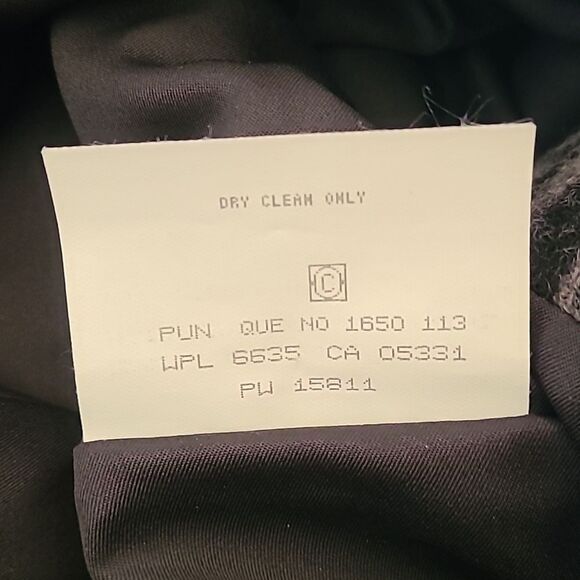 DRY CLEAN ONLY
C
PUN QUE NO 1650 113
WPL 6635 CA 05331
PW 15811